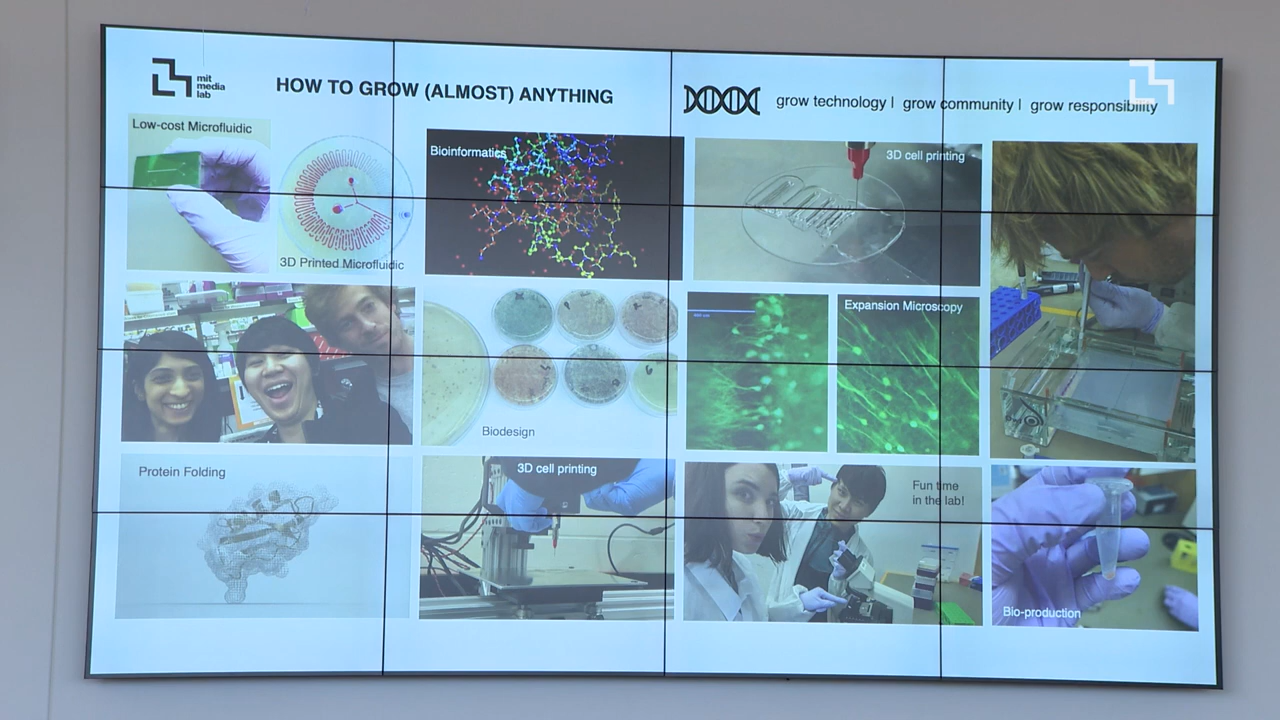 mit
media
lab
HOW TO GROW (ALMOST) ANYTHING
grow technology | grow community | grow responsibility
Low-cost Microfluidic
3D Printed Microfluidic
Bioinformatics
3D cell printing
Biodesign
Expansion Microscopy
Protein Folding
3D cell printing
Fun time
in the lab!
Bio-production